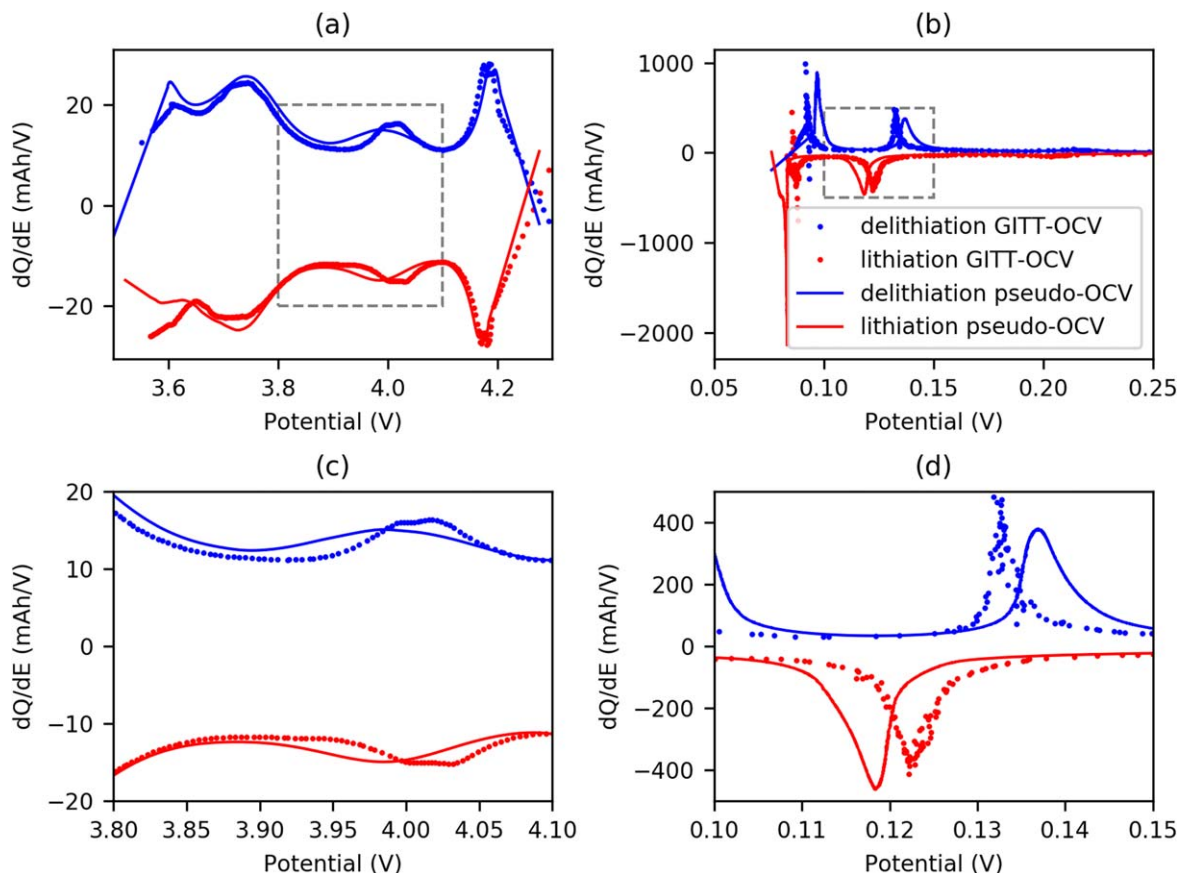 (a)
dQ/dE (mAh/V)
20
0
−20
3.6
3.8
4.0
4.2
Potential (V)
(b)
dQ/dE (mAh/V)
1000
0
−1000
−2000
0.05
0.10
0.15
0.20
0.25
Potential (V)
delithiation GITT-OCV
lithiation GITT-OCV
delithiation pseudo-OCV
lithiation pseudo-OCV
(c)
dQ/dE (mAh/V)
20
10
0
−10
−20
3.80
3.85
3.90
3.95
4.00
4.05
4.10
Potential (V)
(d)
dQ/dE (mAh/V)
400
200
0
−200
−400
0.10
0.11
0.12
0.13
0.14
0.15
Potential (V)